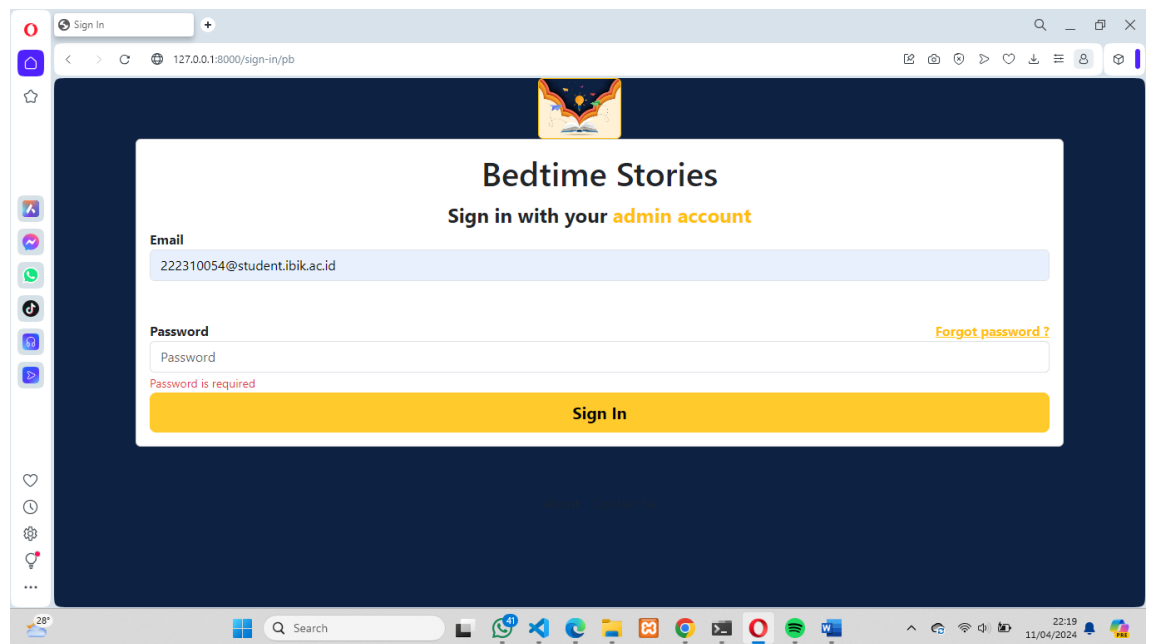 Sign In
127.0.0.1:8000/sign-in/pb
Bedtime Stories
Sign in with your admin account
Email
222310054@student.ibik.ac.id
Password
Forgot password ?
Password
Password is required
Sign In
28°
Search
41
22:19
11/04/2024
PRE